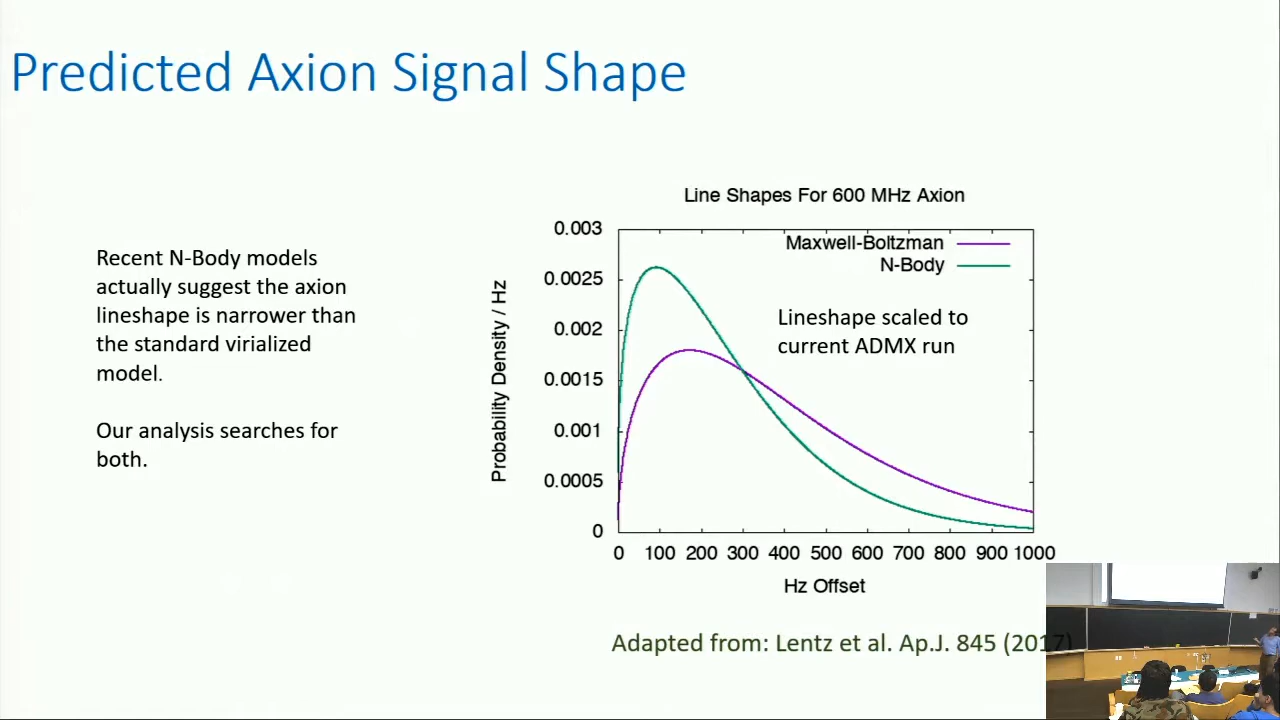 Predicted Axion Signal Shape
Recent N-Body models
actually suggest the axion
lineshape is narrower than
the standard virialized
model.
Our analysis searches for
both.
Line Shapes For 600 MHz Axion
Maxwell-Boltzman
N-Body
Lineshape scaled to
current ADMX run
Probability Density / Hz
0.003
0.0025
0.002
0.0015
0.001
0.0005
0
0 100 200 300 400 500 600 700 800 900 1000
Hz Offset
Adapted from: Lentz et al. Ap.J. 845 (2017)